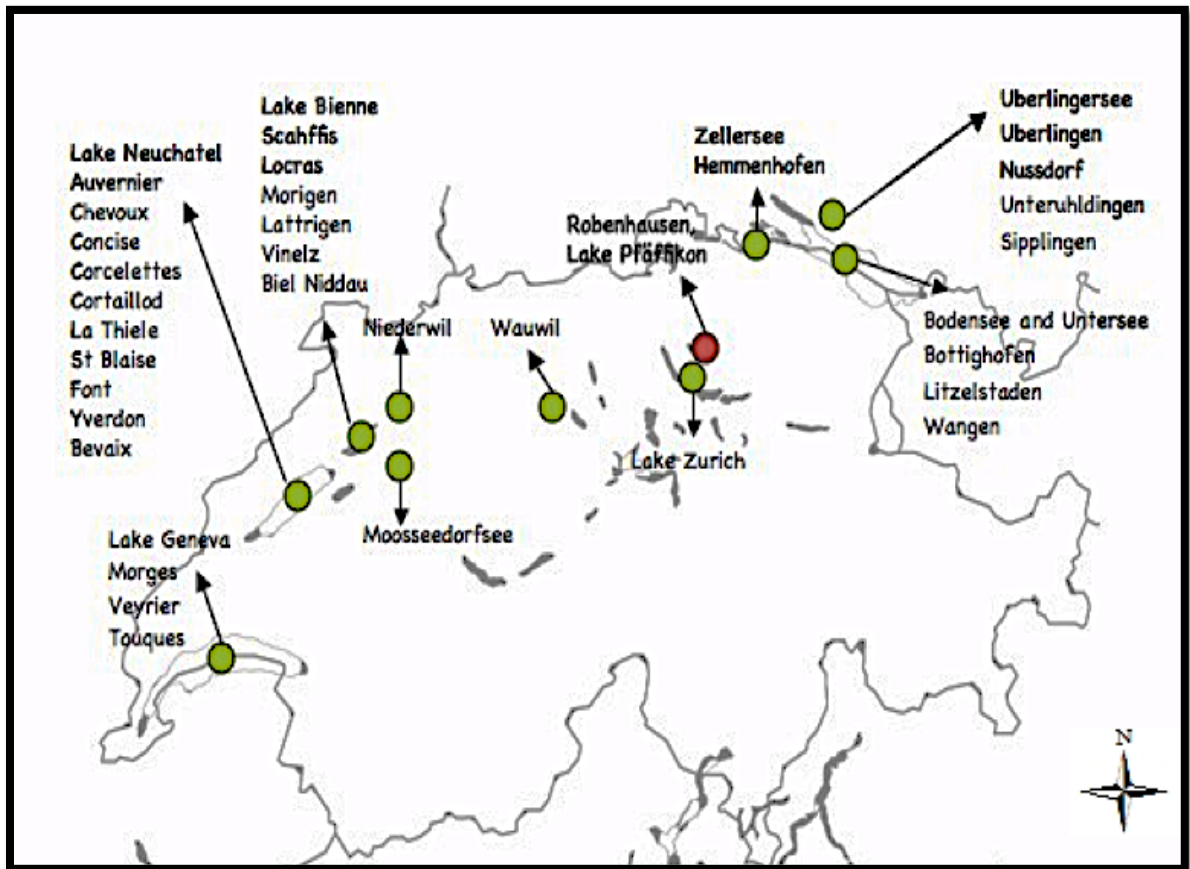 Lake Neuchatel
Auvernier
Chevoux
Concise
Corcelettes
Cortaillod
La Thiele
St Blaise
Font
Yverdon
Bevaix
Lake Bienne
Scahffis
Locras
Morigen
Lattrigen
Vinelz
Biel Niddau
Niederwil
Wauwil
Moosseedorfsee
Lake Geneva
Morges
Veyrier
Touques
Robenhausen,
Lake Pfäffikon
Lake Zurich
Zellersee
Hemmenhofen
Uberlingersee
Uberlingen
Nussdorf
Unteruhldingen
Sipplingen
Bodensee and Untersee
Bottighofen
Litzelstaden
Wangen
N